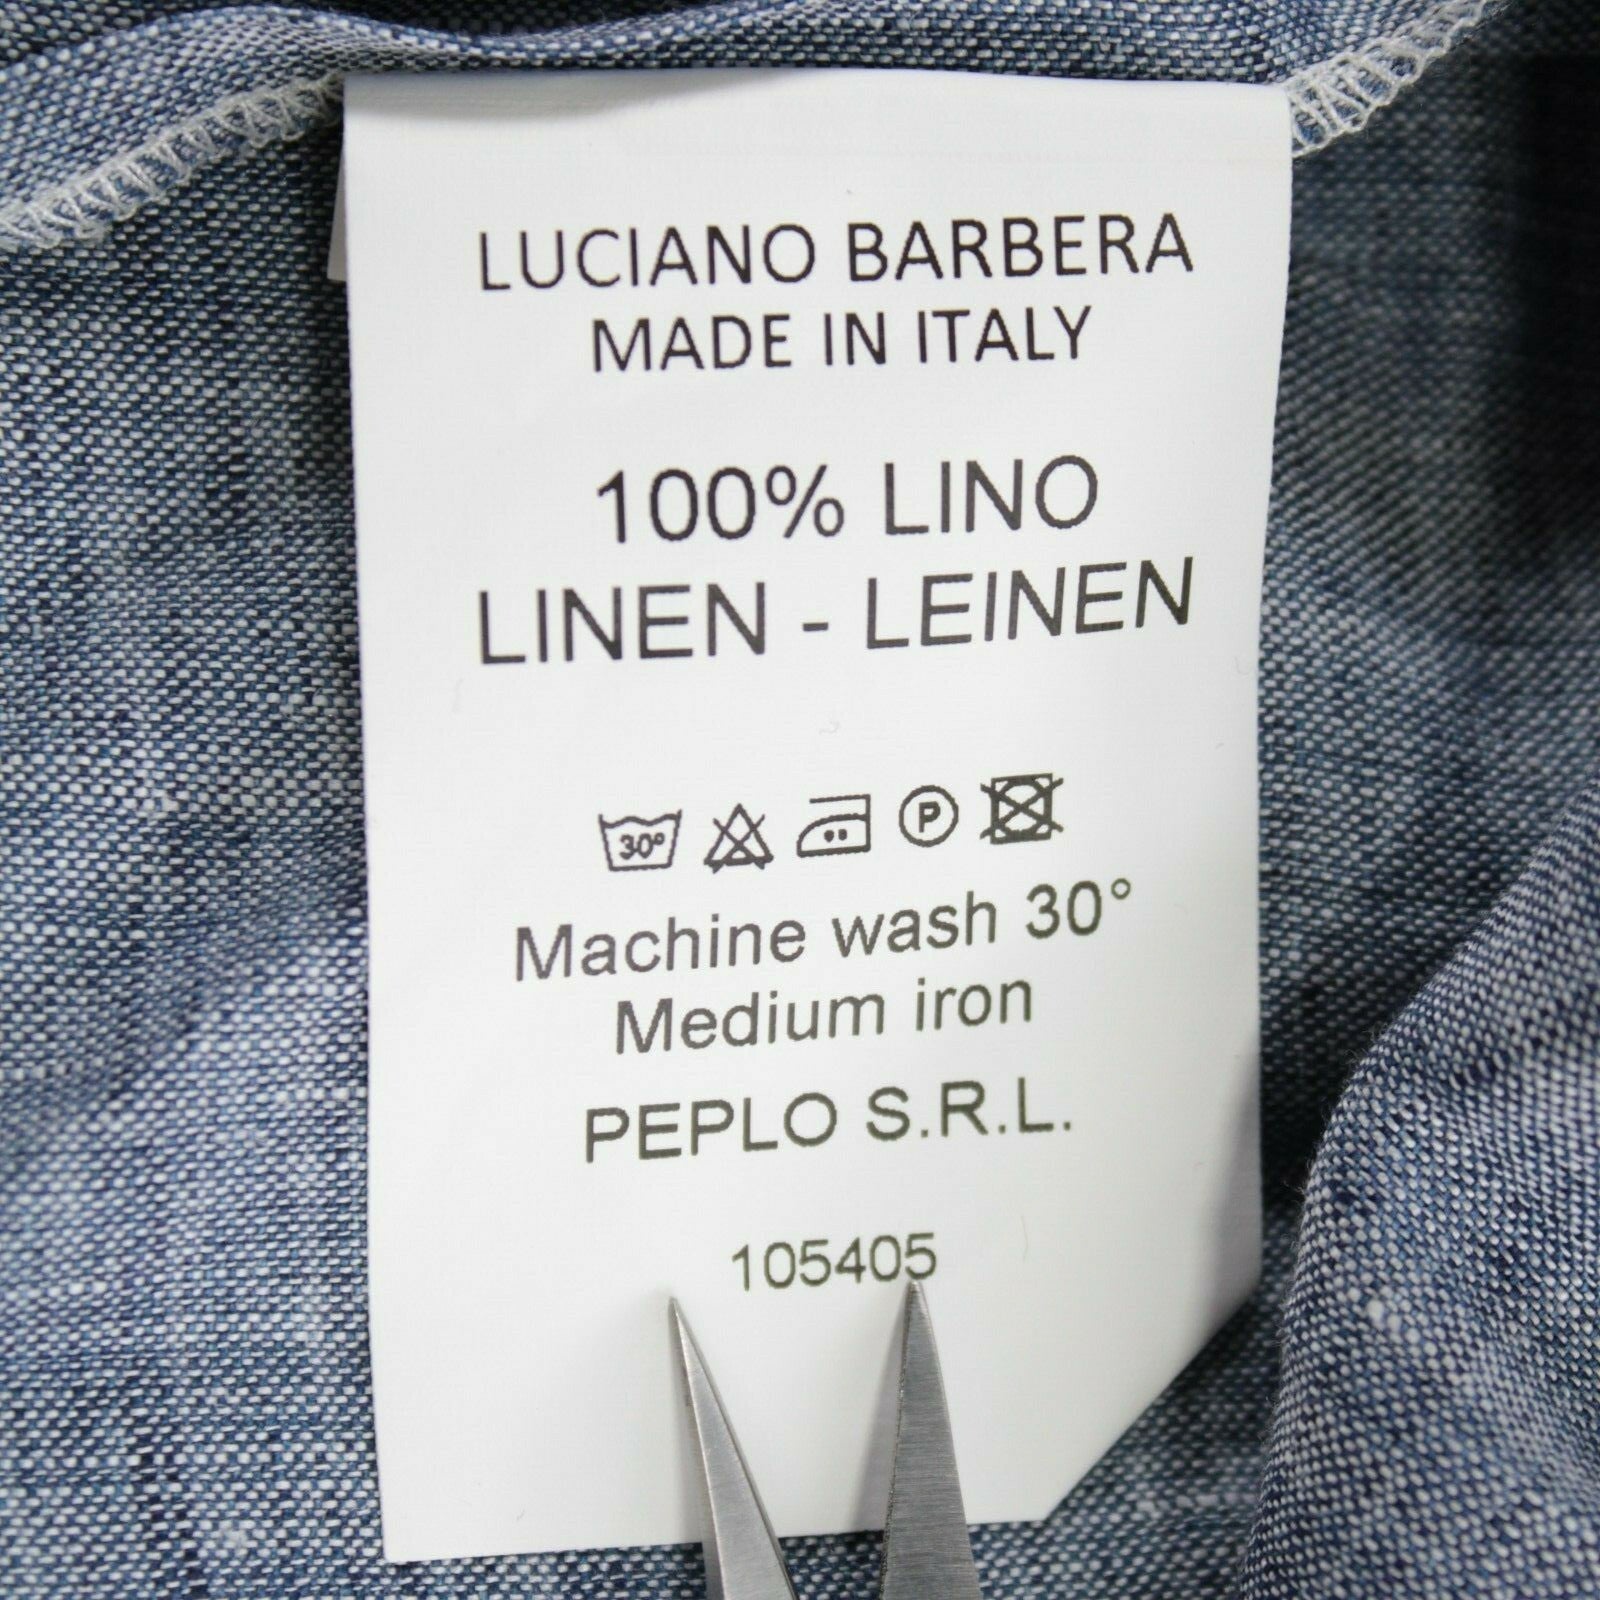 LUCIANO BARBERA
MADE IN ITALY
100% LINO
LINEN - LEINEN
30° P
Machine wash 30°
Medium iron
PEPLO S.R.L.
105405